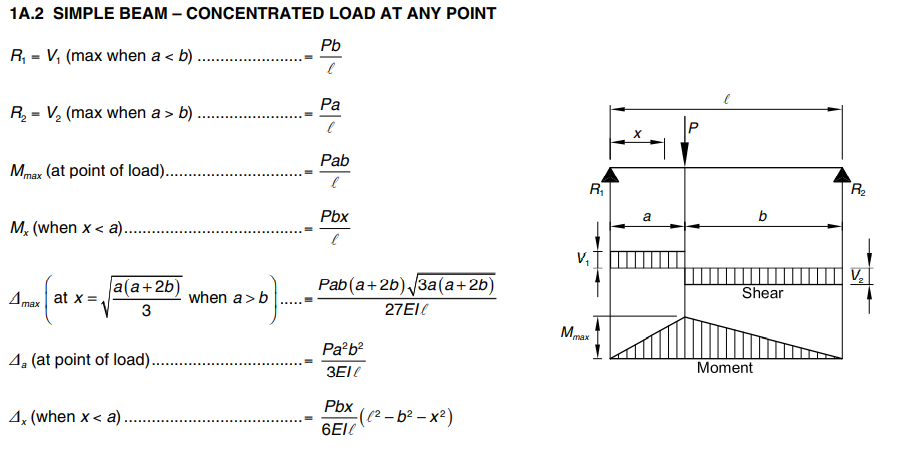 1A.2 SIMPLE BEAM – CONCENTRATED LOAD AT ANY POINT
R₁ = V₁ (max when a < b) ....................... = Pb/ℓ
R₂ = V₂ (max when a > b) ....................... = Pa/ℓ
Mmax (at point of load).............................. = Pab/ℓ
Mₓ (when x < a)....................................... = Pbx/ℓ
Δmax ( at x = √(a(a+2b)/3) when a > b ) ..... = Pab(a+2b)√(3a(a+2b))/27EIℓ
Δₐ (at point of load)................................. = Pa²b²/3EIℓ
Δₓ (when x < a) ....................................... = Pbx/6EIℓ (ℓ² – b² – x²)
ℓ
x
P
R₁
R₂
a
b
V₁
V₂
Shear
Mmax
Moment